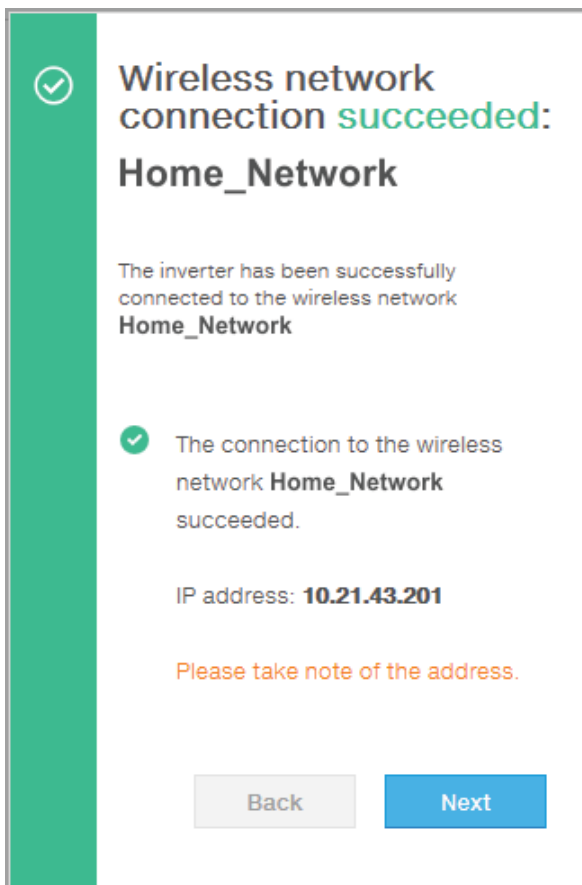 Wireless network
connection succeeded:
Home_Network
The inverter has been successfully
connected to the wireless network
Home_Network
The connection to the wireless
network Home_Network
succeeded.
IP address: 10.21.43.201
Please take note of the address.
Back
Next